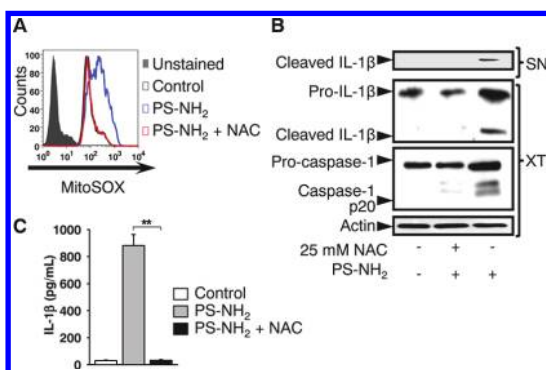 A
Counts
100
80
60
40
20
0
10⁰ 10¹ 10² 10³ 10⁴
MitoSOX
Unstained
Control
PS-NH₂
PS-NH₂ + NAC
B
Cleaved IL-1β
SN
Pro-IL-1β
Cleaved IL-1β
Pro-caspase-1
XT
Caspase-1
p20
Actin
25 mM NAC - + -
PS-NH₂ - + +
C
IL-1β (pg/mL)
1000
800
600
400
200
0
**
Control
PS-NH₂
PS-NH₂ + NAC